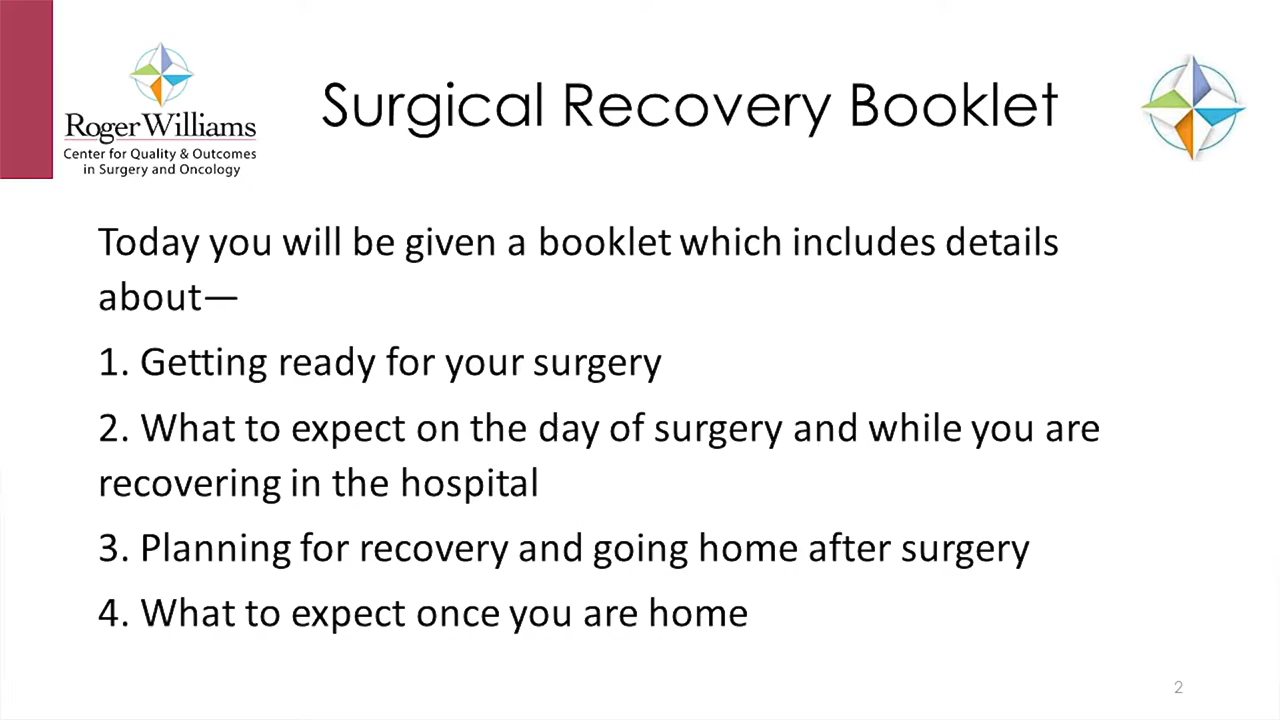 Surgical Recovery Booklet
Roger Williams
Center for Quality & Outcomes
in Surgery and Oncology
Today you will be given a booklet which includes details
about—
1. Getting ready for your surgery
2. What to expect on the day of surgery and while you are
recovering in the hospital
3. Planning for recovery and going home after surgery
4. What to expect once you are home
2